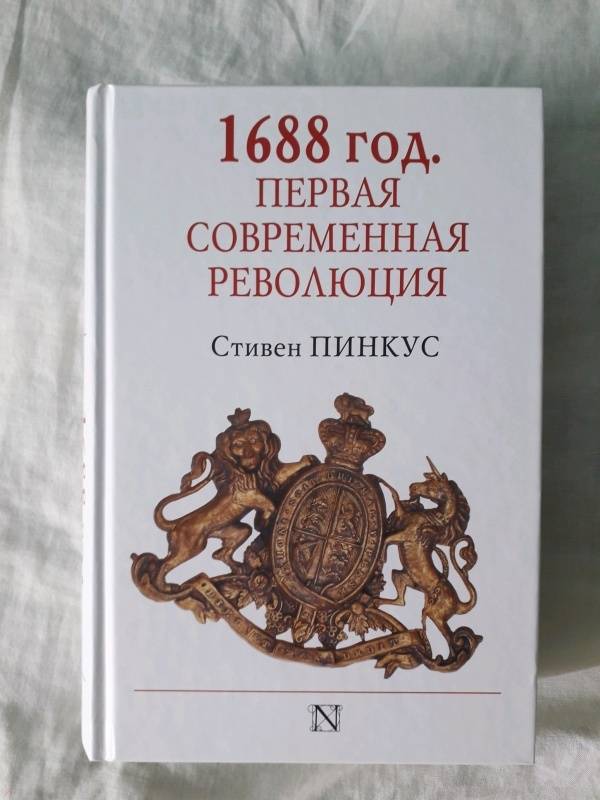 1688 год.
ПЕРВАЯ
СОВРЕМЕННАЯ
РЕВОЛЮЦИЯ
Стивен ПИНКУС
N